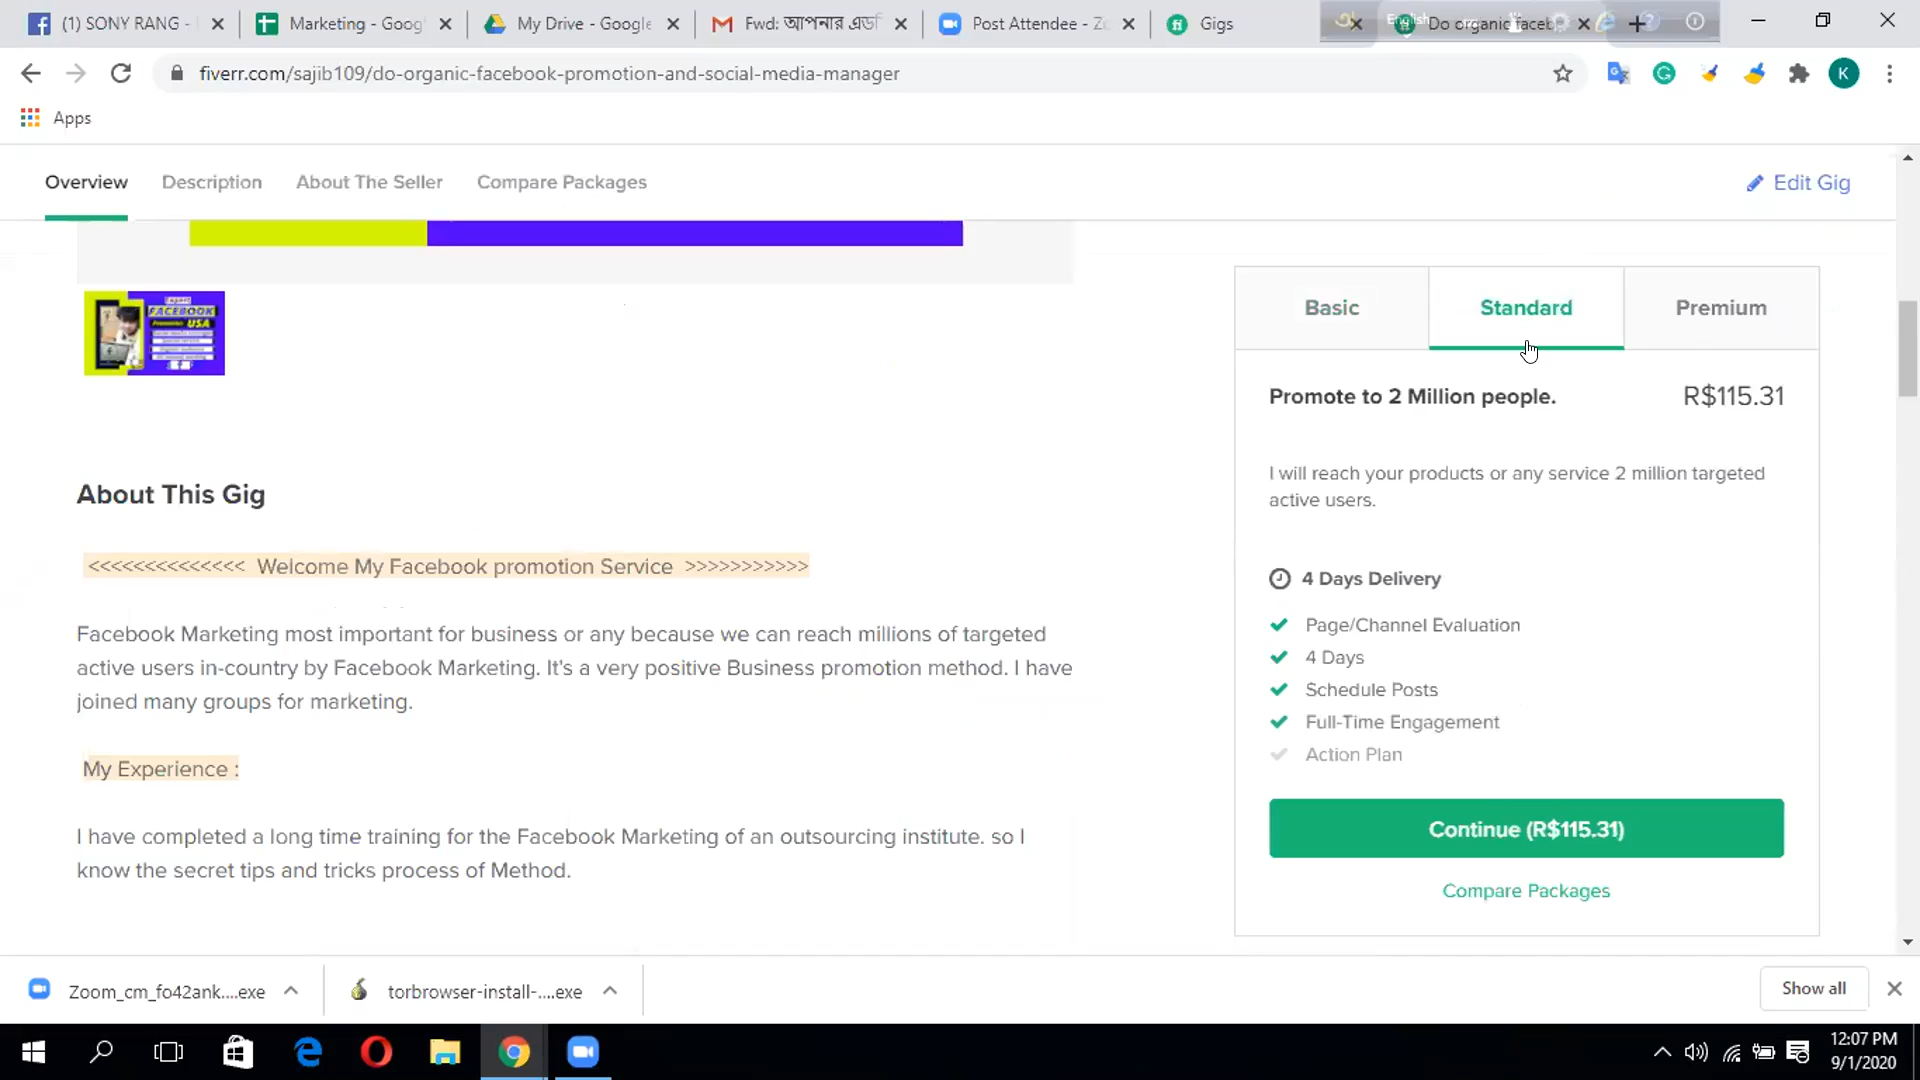 (1) SONY RANG -
Marketing - Goog
My Drive - Google
Fwd: আপনার এডি
Post Attendee - Zo
Gigs
Do organic faceb
fiverr.com/sajib109/do-organic-facebook-promotion-and-social-media-manager
K
Apps
Overview
Description
About The Seller
Compare Packages
Edit Gig
FACEBOOK
USA
Basic
Standard
Premium
Promote to 2 Million people.
R$115.31
I will reach your products or any service 2 million targeted
active users.
4 Days Delivery
Page/Channel Evaluation
4 Days
Schedule Posts
Full-Time Engagement
Action Plan
Continue (R$115.31)
Compare Packages
About This Gig
<<<<<<<<<<<<<< Welcome My Facebook promotion Service >>>>>>>>>>>
Facebook Marketing most important for business or any because we can reach millions of targeted
active users in-country by Facebook Marketing. It's a very positive Business promotion method. I have
joined many groups for marketing.
My Experience :
I have completed a long time training for the Facebook Marketing of an outsourcing institute. so I
know the secret tips and tricks process of Method.
Zoom_cm_fo42ank....exe
torbrowser-install-....exe
Show all
12:07 PM
9/1/2020